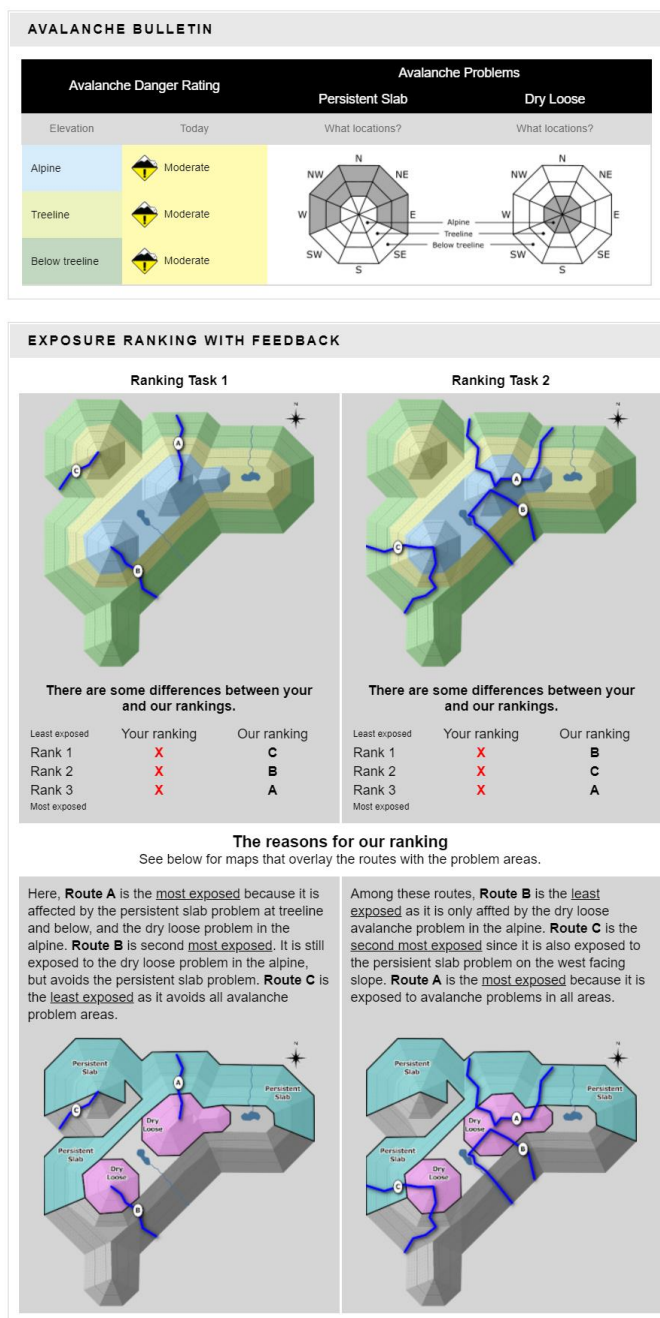 AVALANCHE BULLETIN
Avalanche Danger Rating
Avalanche Problems
Persistent Slab
Dry Loose
Elevation
Today
What locations?
What locations?
Alpine
Moderate
Treeline
Moderate
Below treeline
Moderate
N
NW
NE
W
E
SW
SE
S
Alpine
Treeline
Below treeline
N
NW
NE
W
E
SW
SE
S
EXPOSURE RANKING WITH FEEDBACK
Ranking Task 1
N
A
C
B
There are some differences between your
and our rankings.
Least exposed Your ranking Our ranking
Rank 1 X C
Rank 2 X B
Rank 3 X A
Most exposed
Ranking Task 2
N
A
B
C
There are some differences between your
and our rankings.
Least exposed Your ranking Our ranking
Rank 1 X B
Rank 2 X C
Rank 3 X A
Most exposed
The reasons for our ranking
See below for maps that overlay the routes with the problem areas.
Here, Route A is the most exposed because it is
affected by the persistent slab problem at treeline
and below, and the dry loose problem in the
alpine. Route B is second most exposed. It is still
exposed to the dry loose problem in the alpine,
but avoids the persistent slab problem. Route C is
the least exposed as it avoids all avalanche
problem areas.
N
Persistent
Slab
A
Persistent
Slab
C
Dry
Loose
Persistent
Slab
Dry
Loose
B
Among these routes, Route B is the least
exposed as it is only affted by the dry loose
avalanche problem in the alpine. Route C is the
second most exposed since it is also exposed to
the persisient slab problem on the west facing
slope. Route A is the most exposed because it is
exposed to avalanche problems in all areas.
N
Persistent
Slab
Persistent
Slab
A
Dry
Loose
B
Persistent
Slab
Dry
Loose
C